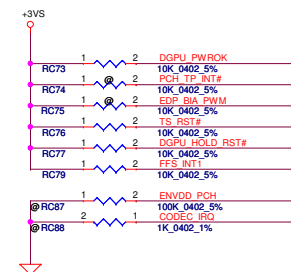 +3VS
1 2 DGPU_PWROK
RC73 10K_0402_5%
1 @ 2 PCH_TP_INT#
RC74 10K_0402_5%
1 @ 2 EDP_BIA_PWM
RC75 10K_0402_5%
1 2 TS_RST#
RC76 10K_0402_5%
1 2 DGPU_HOLD_RST#
RC77 10K_0402_5%
1 2 FFS_INT1
RC79 10K_0402_5%
1 2 ENVDD_PCH
@ RC87 100K_0402_5%
2 1 CODEC_IRQ
@ RC88 1K_0402_1%